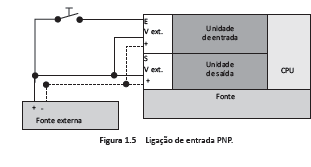 E
V ext.
+
Unidade
de entrada
S
V ext.
+
Unidade
de saída
CPU
Fonte
+ -
Fonte externa
Figura 1.5 Ligação de entrada PNP.